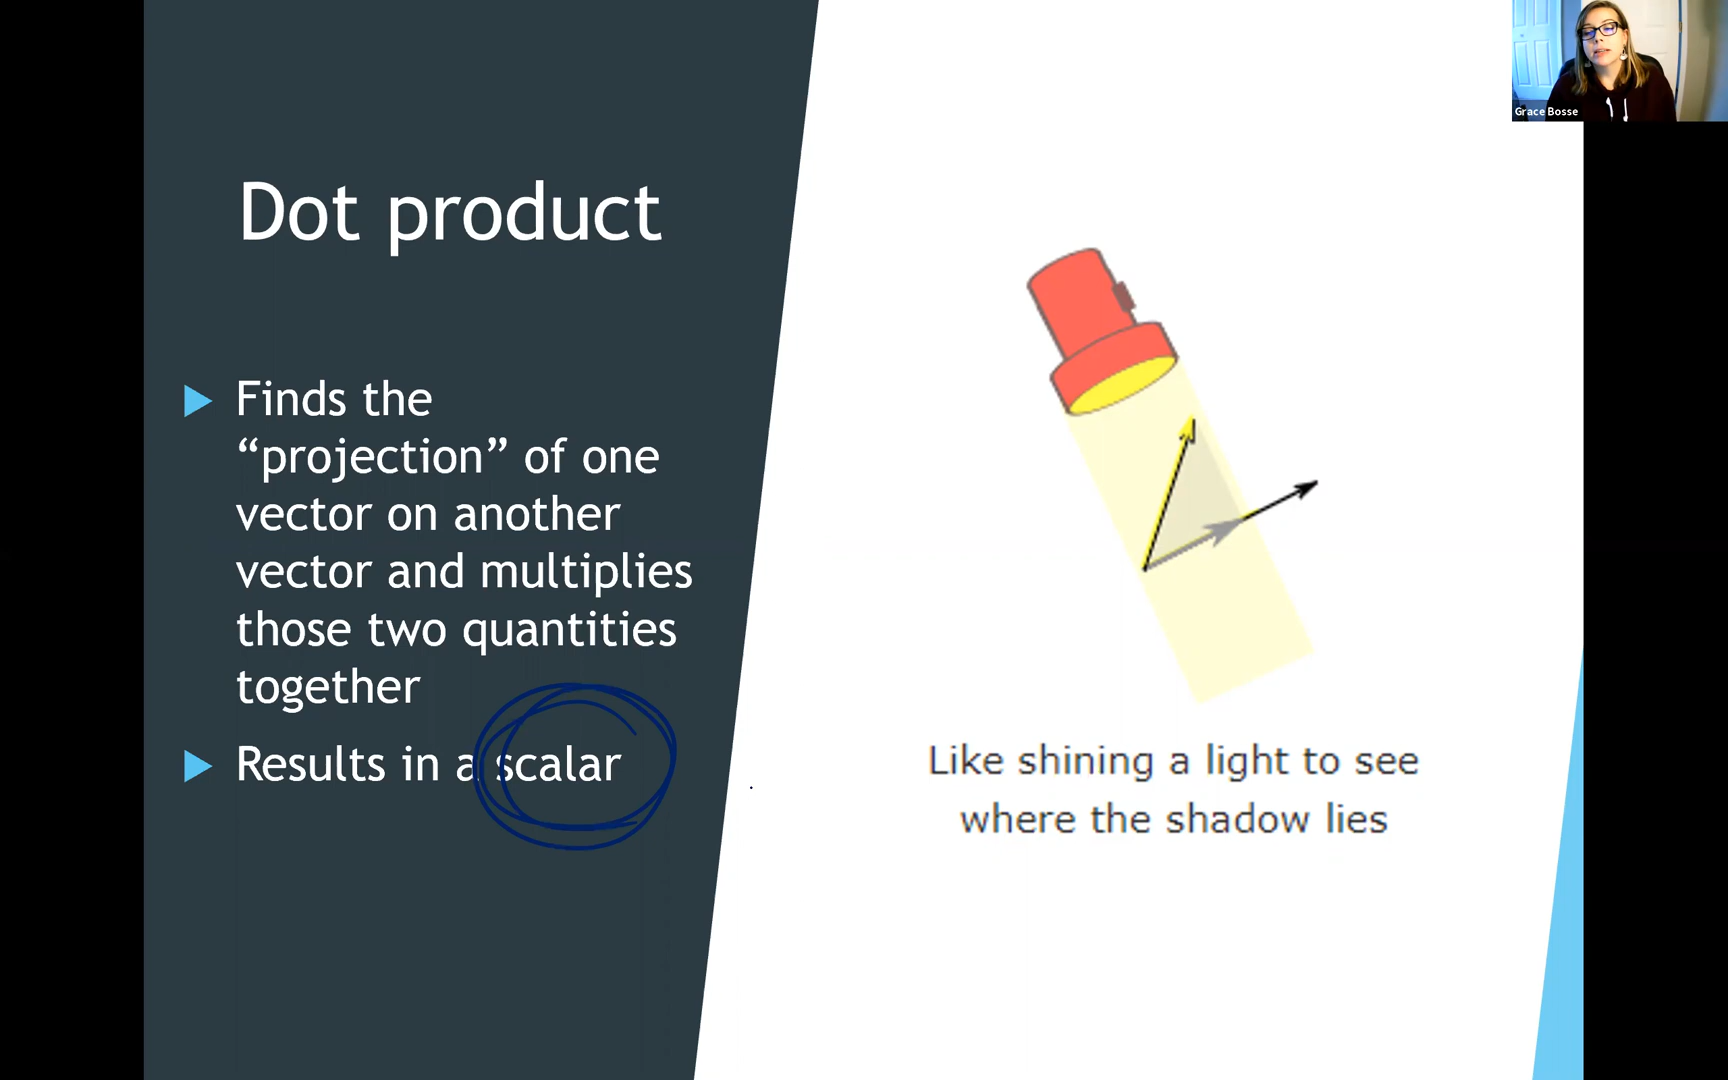 Grace Bosse
Dot product
Finds the
“projection” of one
vector on another
vector and multiplies
those two quantities
together
Results in a scalar
Like shining a light to see
where the shadow lies